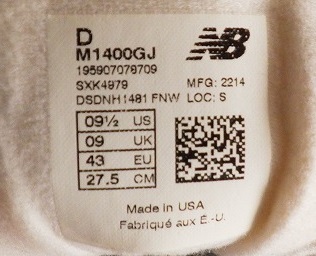 D
M1400GJ
NB
195907078709
SXK4979 MFG: 2214
DSDNH1481 FNW LOC: S
09½ US
09 UK
43 EU
27.5 CM
Made in USA
Fabriqué aux É.-U.